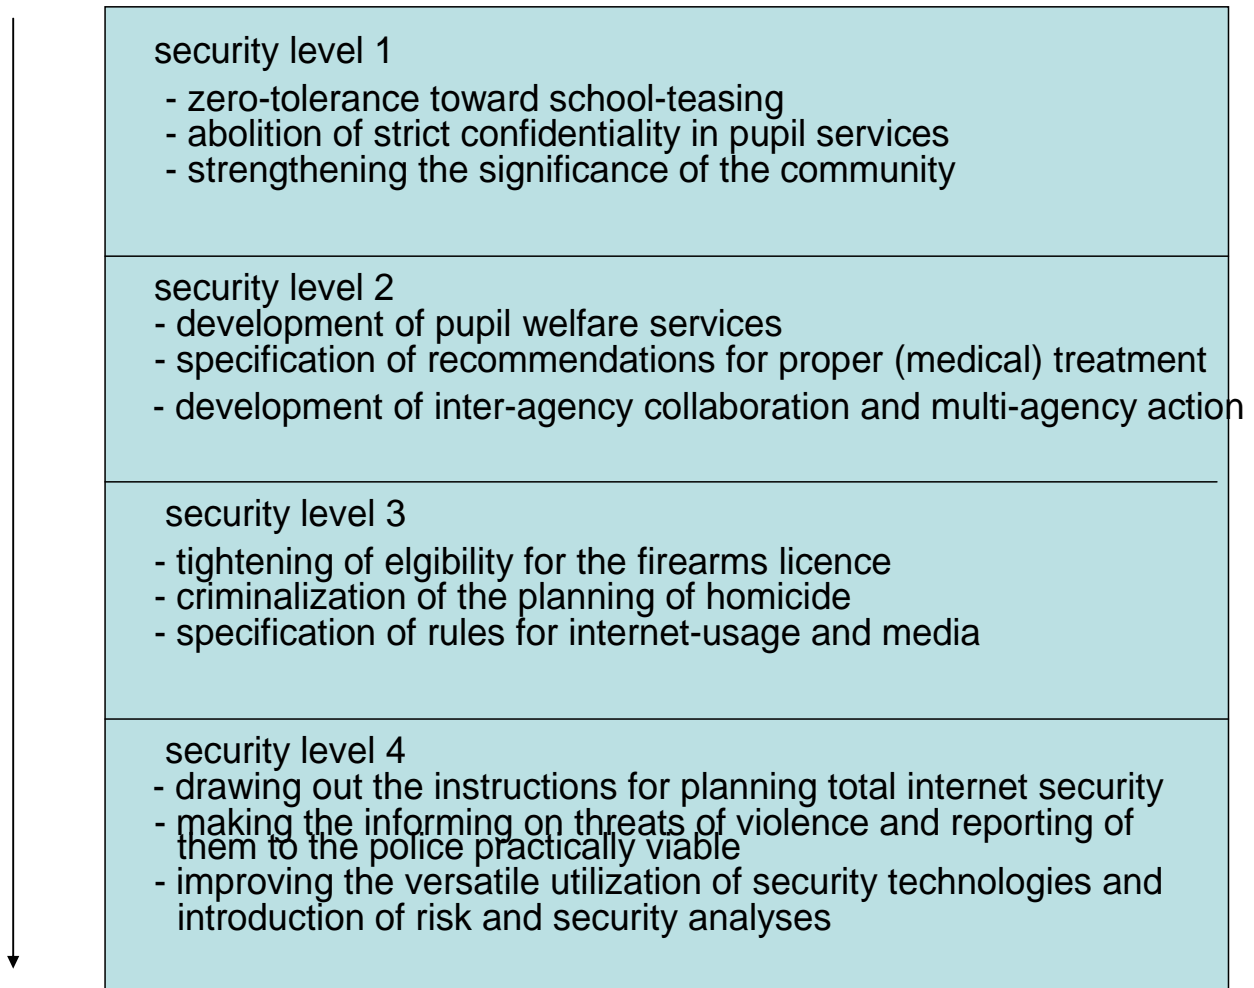 security level 1
- zero-tolerance toward school-teasing
- abolition of strict confidentiality in pupil services
- strengthening the significance of the community
security level 2
- development of pupil welfare services
- specification of recommendations for proper (medical) treatment
- development of inter-agency collaboration and multi-agency action
security level 3
- tightening of elgibility for the firearms licence
- criminalization of the planning of homicide
- specification of rules for internet-usage and media
security level 4
- drawing out the instructions for planning total internet security
- making the informing on threats of violence and reporting of
them to the police practically viable
- improving the versatile utilization of security technologies and
introduction of risk and security analyses